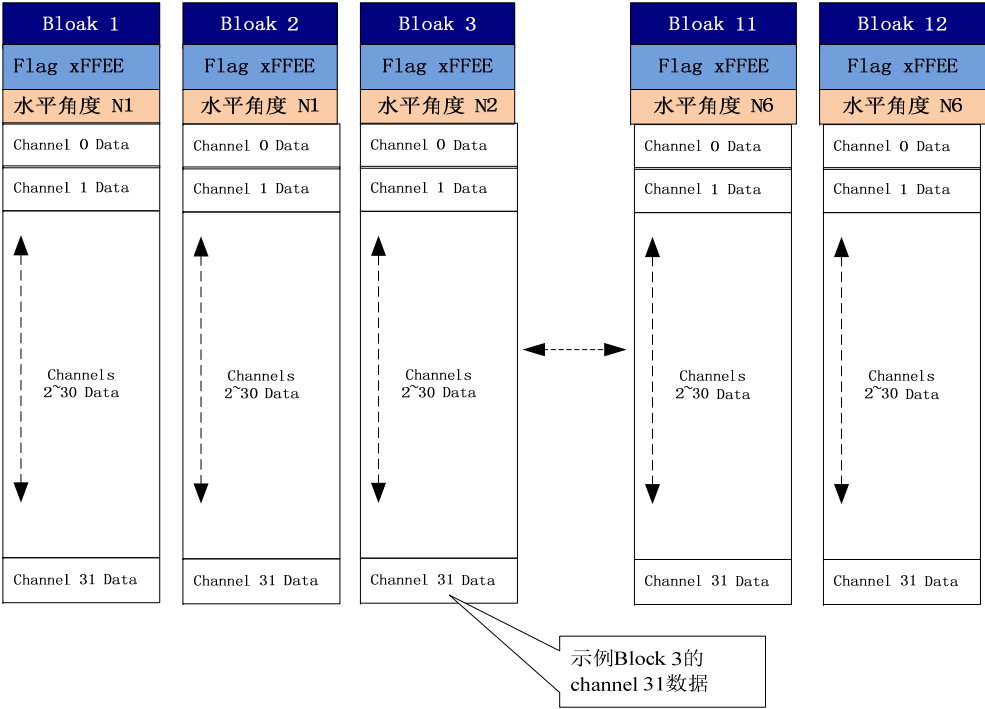 Bloak 1
Flag xFFEE
水平角度 N1
Channel 0 Data
Channel 1 Data
Channels
2~30 Data
Channel 31 Data
Bloak 2
Flag xFFEE
水平角度 N1
Channel 0 Data
Channel 1 Data
Channels
2~30 Data
Channel 31 Data
Bloak 3
Flag xFFEE
水平角度 N2
Channel 0 Data
Channel 1 Data
Channels
2~30 Data
Channel 31 Data
Bloak 11
Flag xFFEE
水平角度 N6
Channel 0 Data
Channel 1 Data
Channels
2~30 Data
Channel 31 Data
Bloak 12
Flag xFFEE
水平角度 N6
Channel 0 Data
Channel 1 Data
Channels
2~30 Data
Channel 31 Data
示例Block 3的
channel 31数据